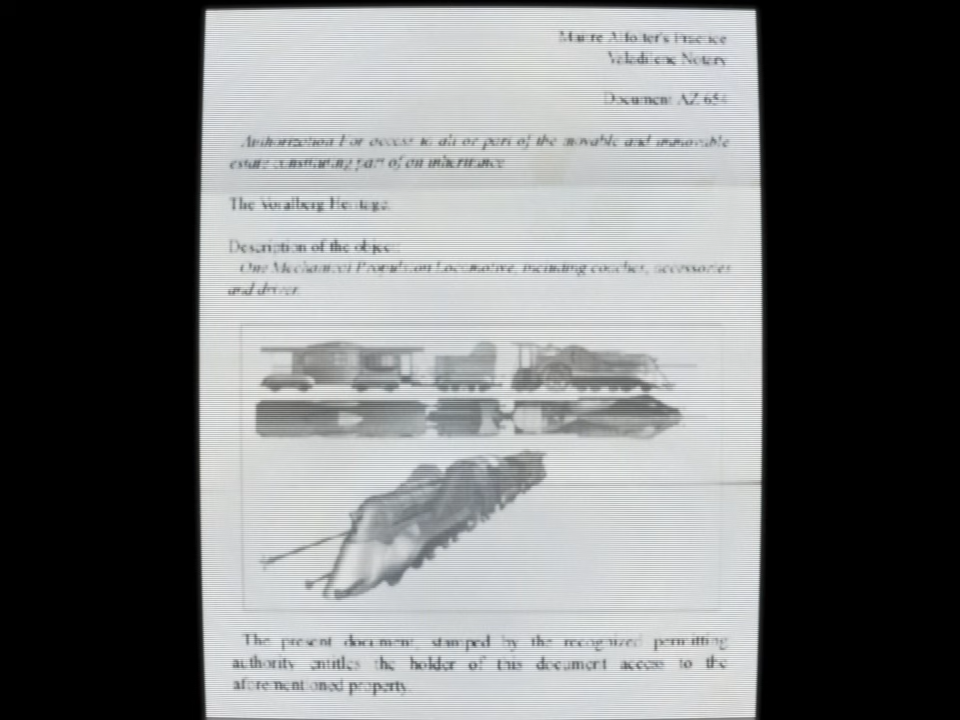 Maitre Alfolter's Practice
Valadilene Notary
Document AZ 654
Authorization For access to all or part of the movable and immovable
estate constituting part of an inheritance
The Voralberg Heritage.
Description of the object:
One Mechanical Propulsion Locomotive, including coaches, accessories
and driver.
The present document, stamped by the recognized permitting
authority entitles the holder of this document access to the
aforementioned property.